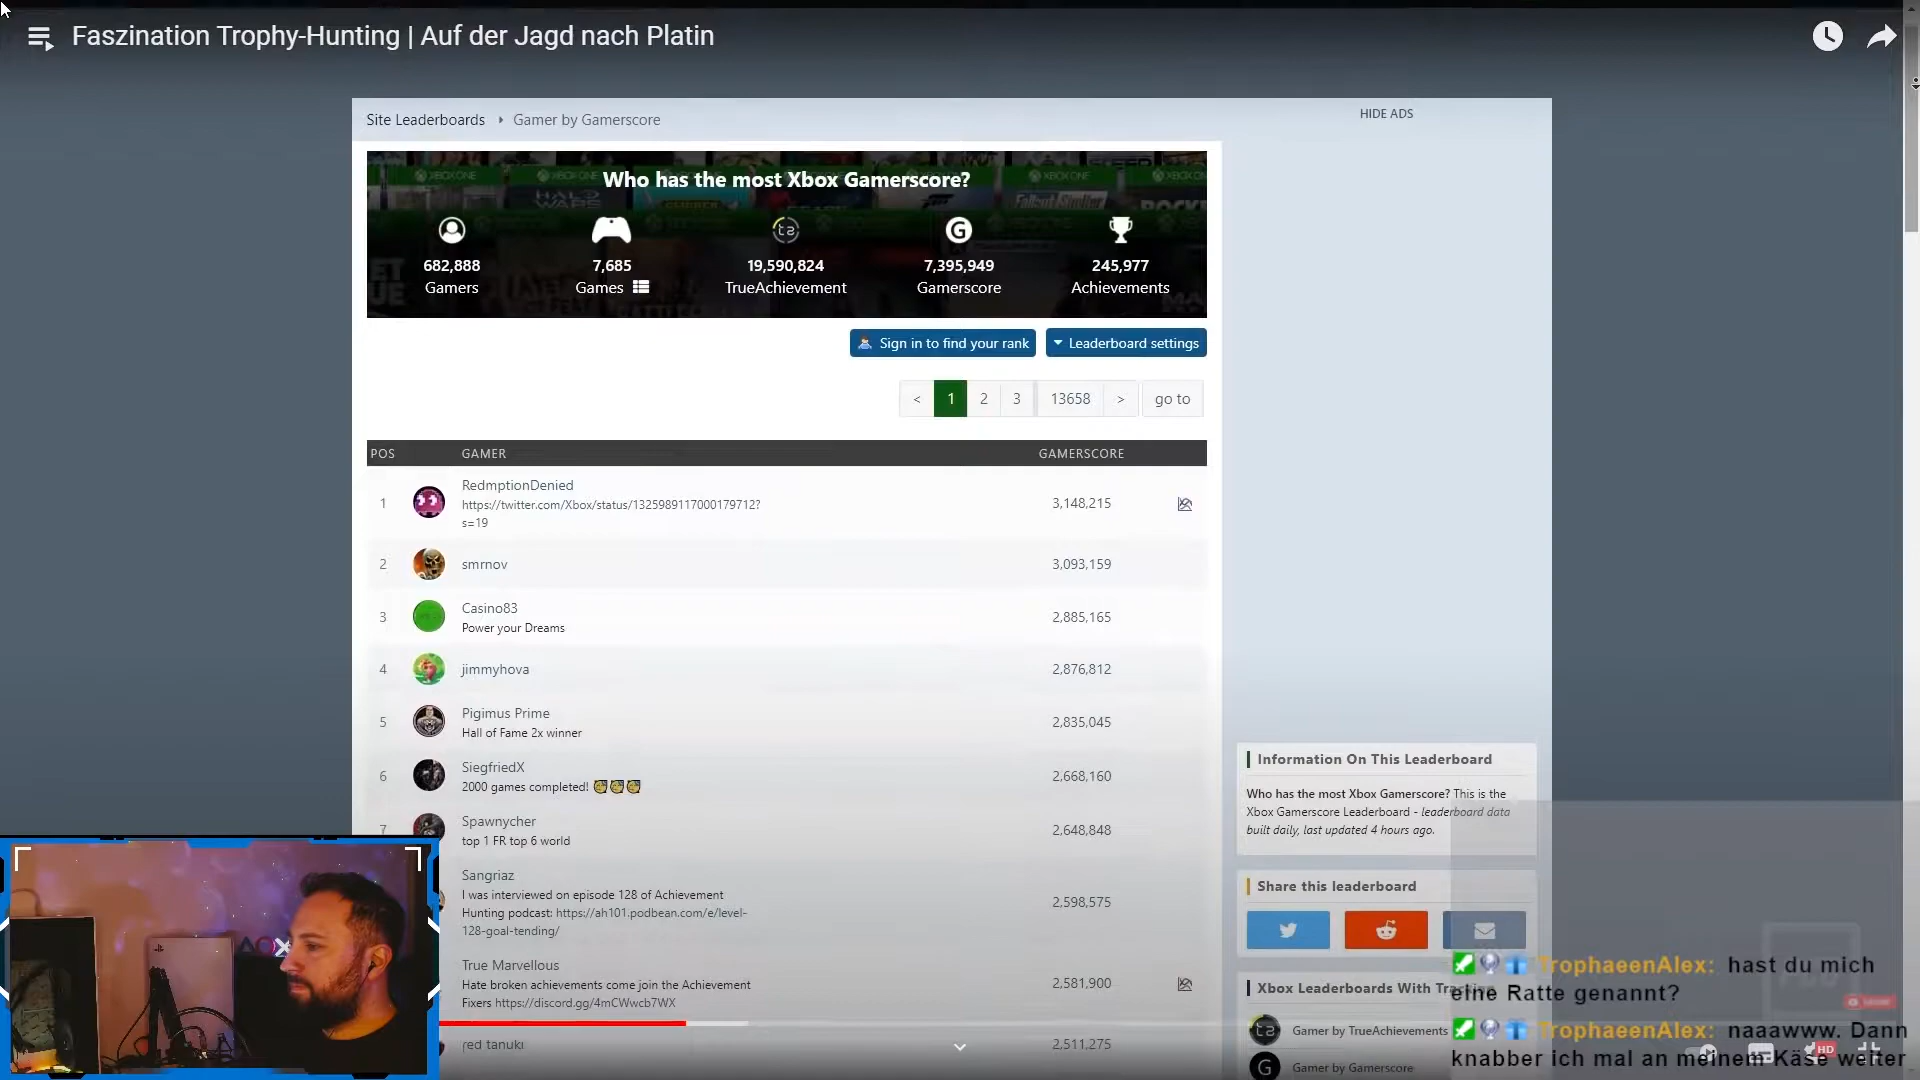 Faszination Trophy-Hunting | Auf der Jagd nach Platin
Site Leaderboards
Gamer by Gamerscore
HIDE ADS
Who has the most Xbox Gamerscore?
682,888
7,685
19,590,824
7,395,949
245,977
Gamers
Games
TrueAchievement
Gamerscore
Achievements
Sign in to find your rank
Leaderboard settings
< 1 2 3 13658 > go to
POS GAMER GAMERSCORE
1 RedmptionDenied 3,148,215
https://twitter.com/Xbox/status/1325989117000179712?
s=19
2 smrnov 3,093,159
3 Casino83 2,885,165
Power your Dreams
4 jimmyhova 2,876,812
5 Pigimus Prime 2,835,045
Hall of Fame 2x winner
6 SiegfriedX 2,668,160
2000 games completed!
7 Spawnycher 2,648,848
top 1 FR top 6 world
Sangriaz 2,598,575
I was interviewed on episode 128 of Achievement
Hunting podcast: https://ah101.podbean.com/e/level-
128-goal-tending/
True Marvellous 2,581,900
Hate broken achievements come join the Achievement
Fixers https://discord.gg/4mCWwcb7WX
red tanuki 2,511,275
Information On This Leaderboard
Who has the most Xbox Gamerscore? This is the
Xbox Gamerscore Leaderboard - leaderboard data
built daily, last updated 4 hours ago.
Share this leaderboard
Xbox Leaderboards With
Gamer by TrueAchievements
Gamer by Gamerscore
TrophaeenAlex: hast du mich
eine Ratte genannt?
TrophaeenAlex: naaawww. Dann
knabber ich mal an meinem Käse weiter
HD